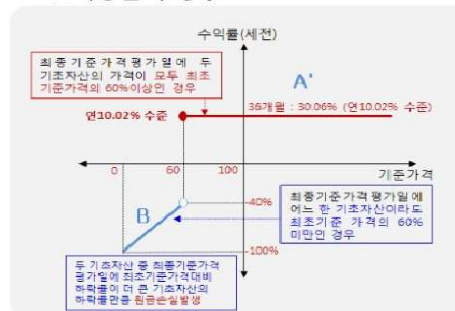 수익률(세전)
최종기준가격평가일에 두
기초자산의 가격이 모두 최초
기준가격의 60%이상인 경우
A'
36개월 : 30.06% (연10.02% 수준)
연10.02% 수준
0
60
100
기준가격
-40%
최종기준가격평가일에
어느 한 기초자산이라도
최초기준 가격의 60%
미만인 경우
B
-100%
두 기초자산 중 최종기준가격
평가일에 최초기준가격대비
하락률이 더 큰 기초자산의
하락률만큼 원금손실발생